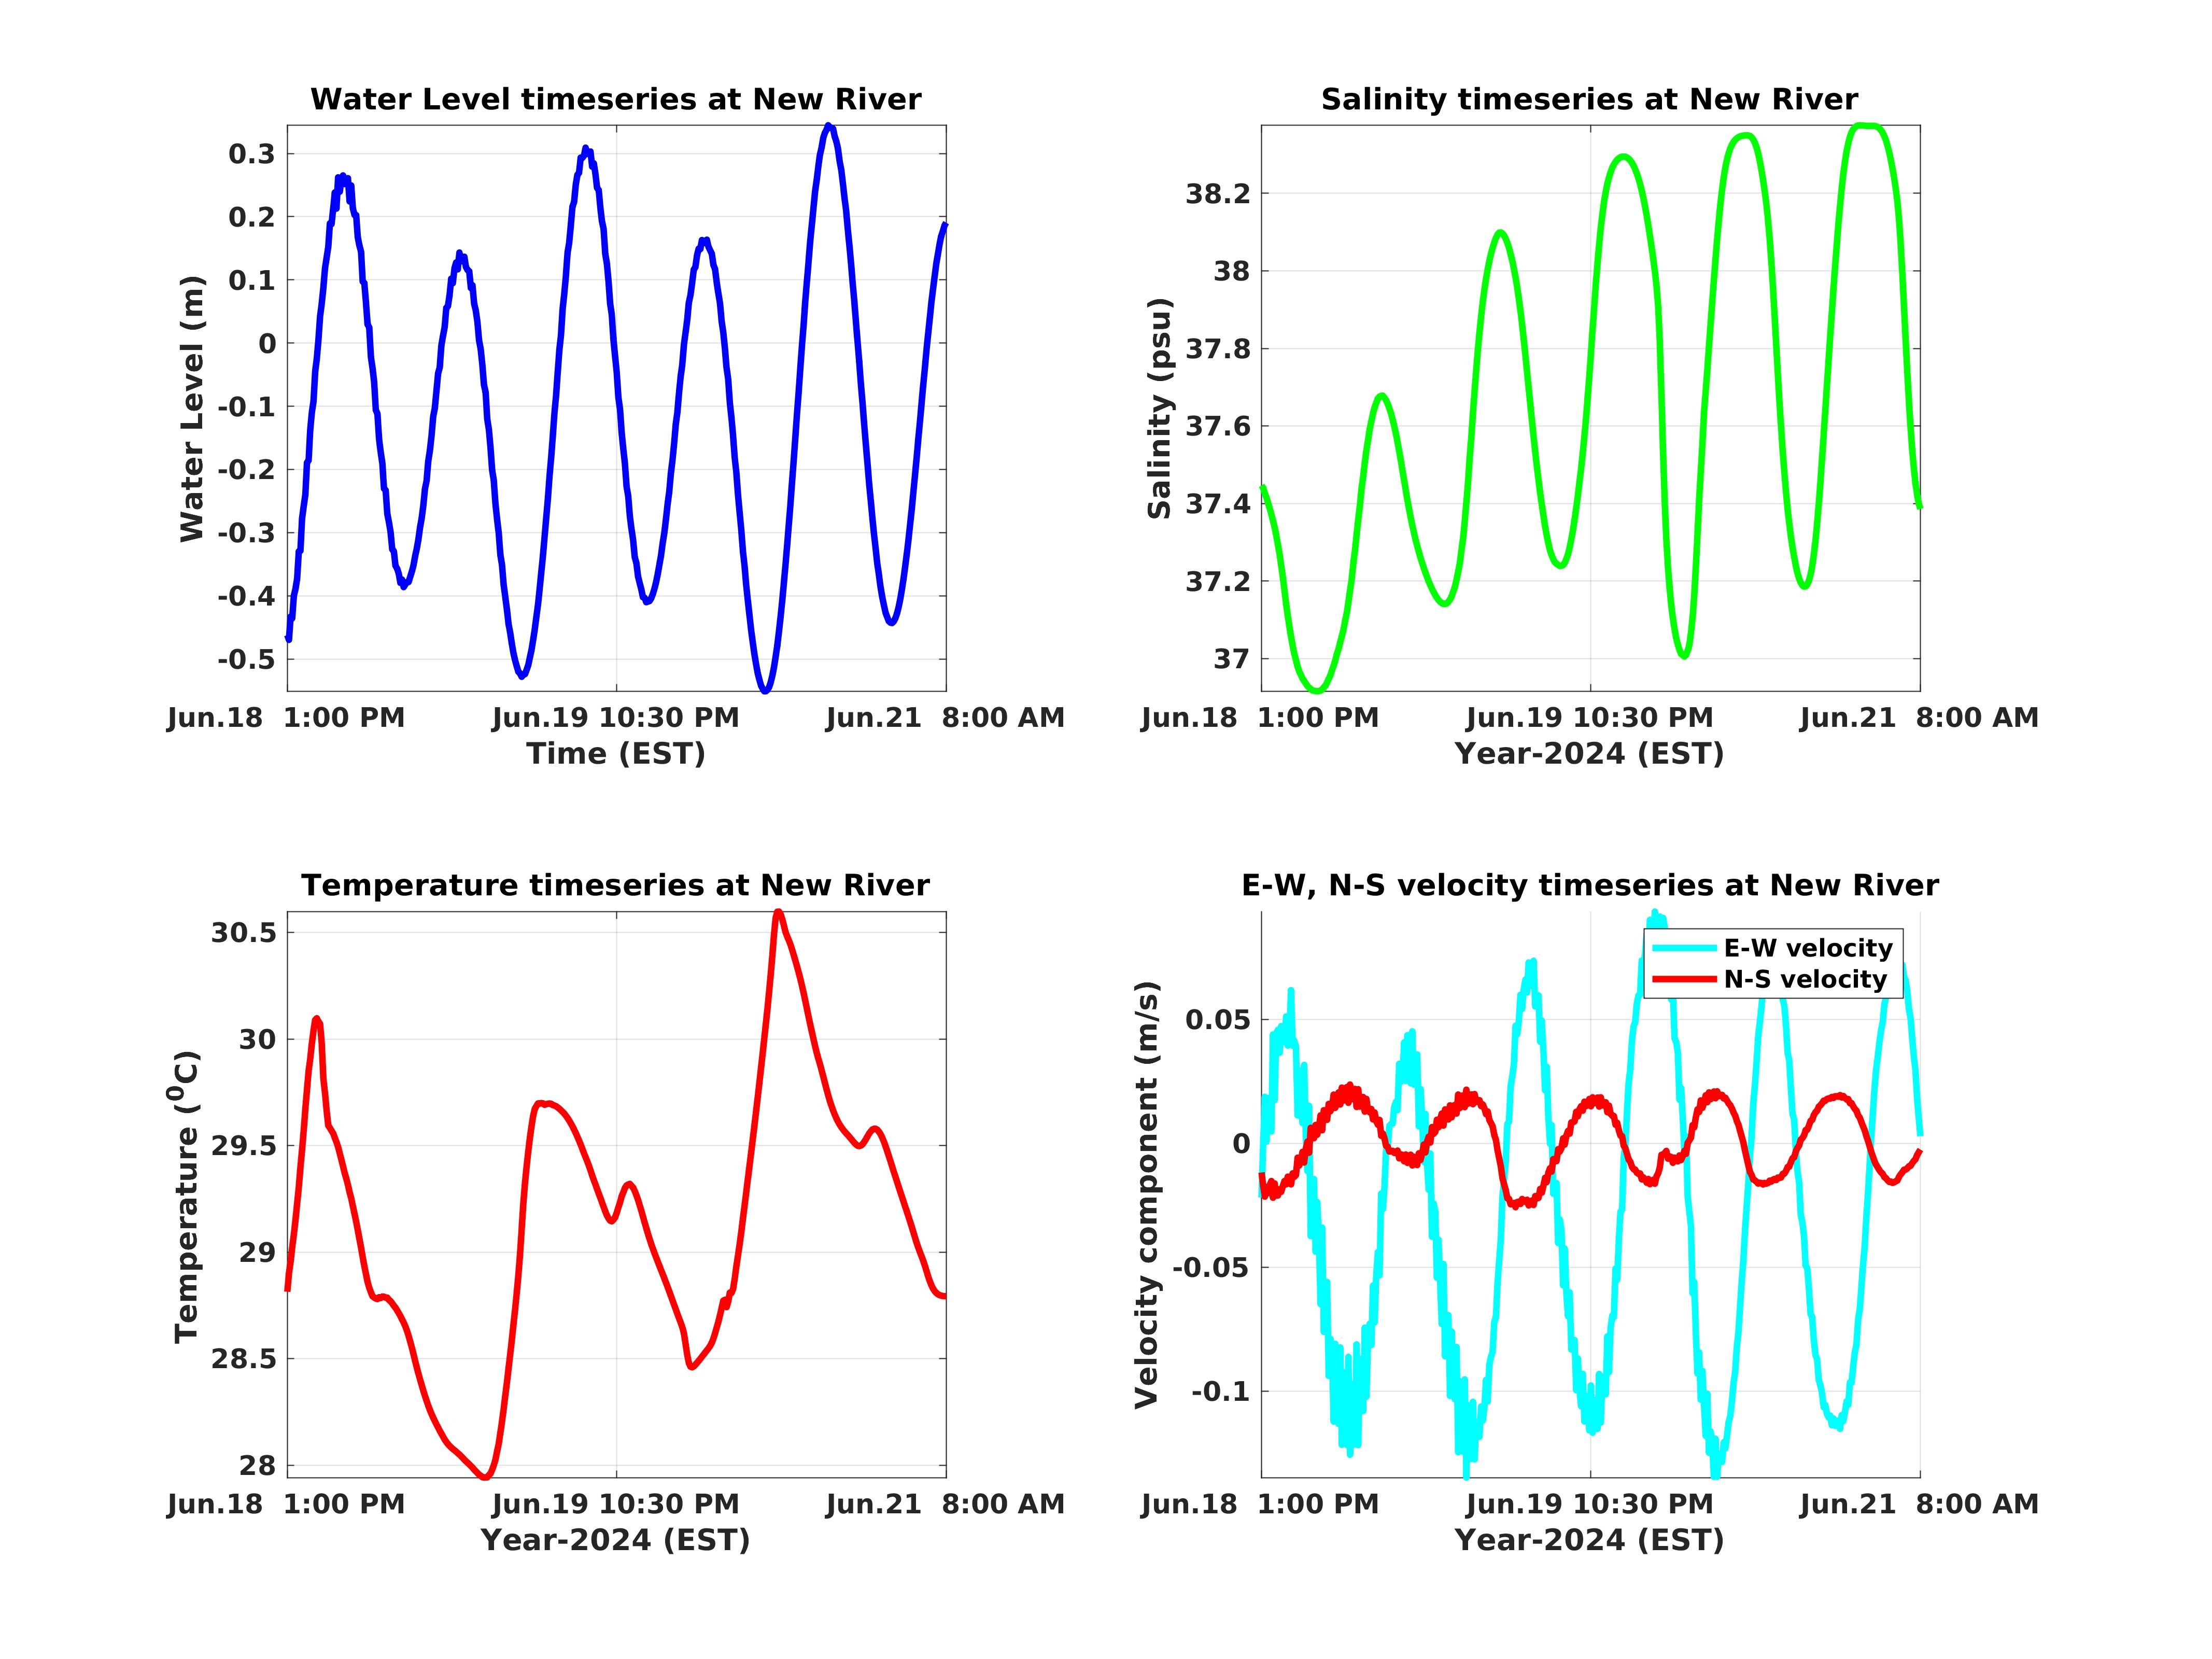 Water Level timeseries at New River
Water Level (m)
0.3
0.2
0.1
0
-0.1
-0.2
-0.3
-0.4
-0.5
Jun.18 1:00 PM
Jun.19 10:30 PM
Jun.21 8:00 AM
Time (EST)
Salinity timeseries at New River
Salinity (psu)
38.2
38
37.8
37.6
37.4
37.2
37
Jun.18 1:00 PM
Jun.19 10:30 PM
Jun.21 8:00 AM
Year-2024 (EST)
Temperature timeseries at New River
Temperature (⁰C)
30.5
30
29.5
29
28.5
28
Jun.18 1:00 PM
Jun.19 10:30 PM
Jun.21 8:00 AM
Year-2024 (EST)
E-W, N-S velocity timeseries at New River
Velocity component (m/s)
E-W velocity
N-S velocity
0.05
0
-0.05
-0.1
Jun.18 1:00 PM
Jun.19 10:30 PM
Jun.21 8:00 AM
Year-2024 (EST)